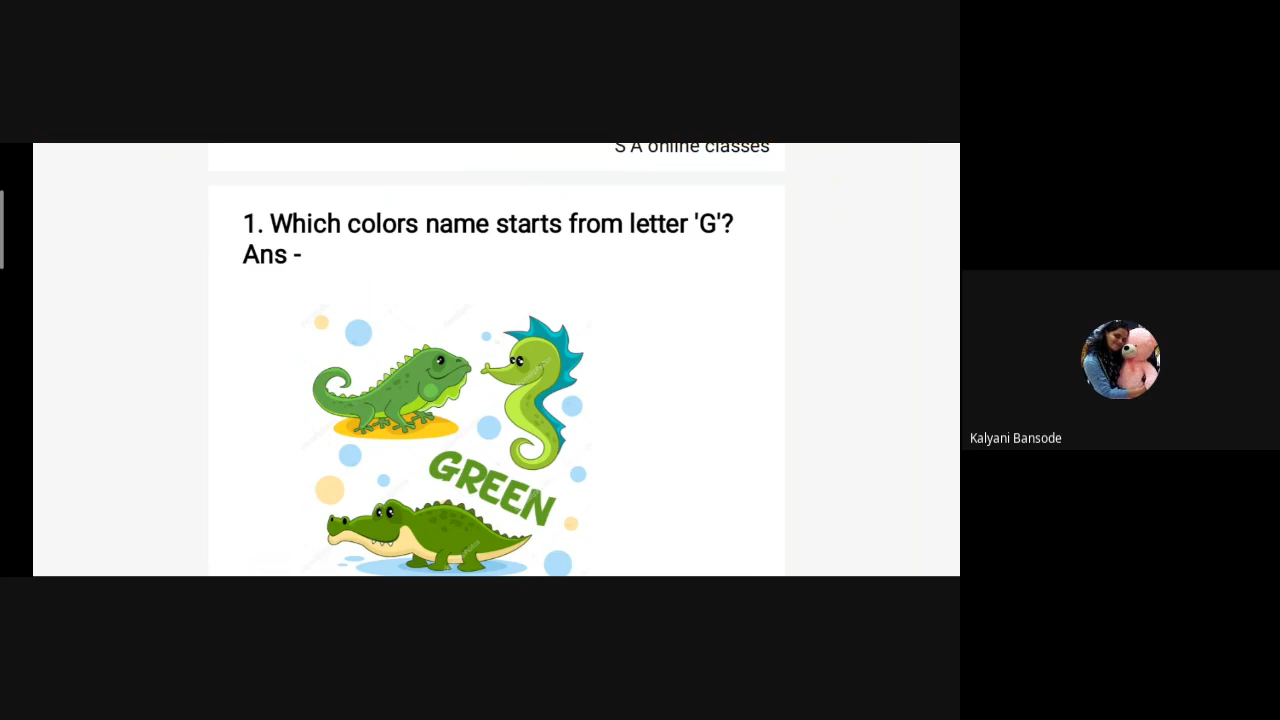 S A online classes
1. Which colors name starts from letter 'G'?
Ans -
GREEN
Kalyani Bansode